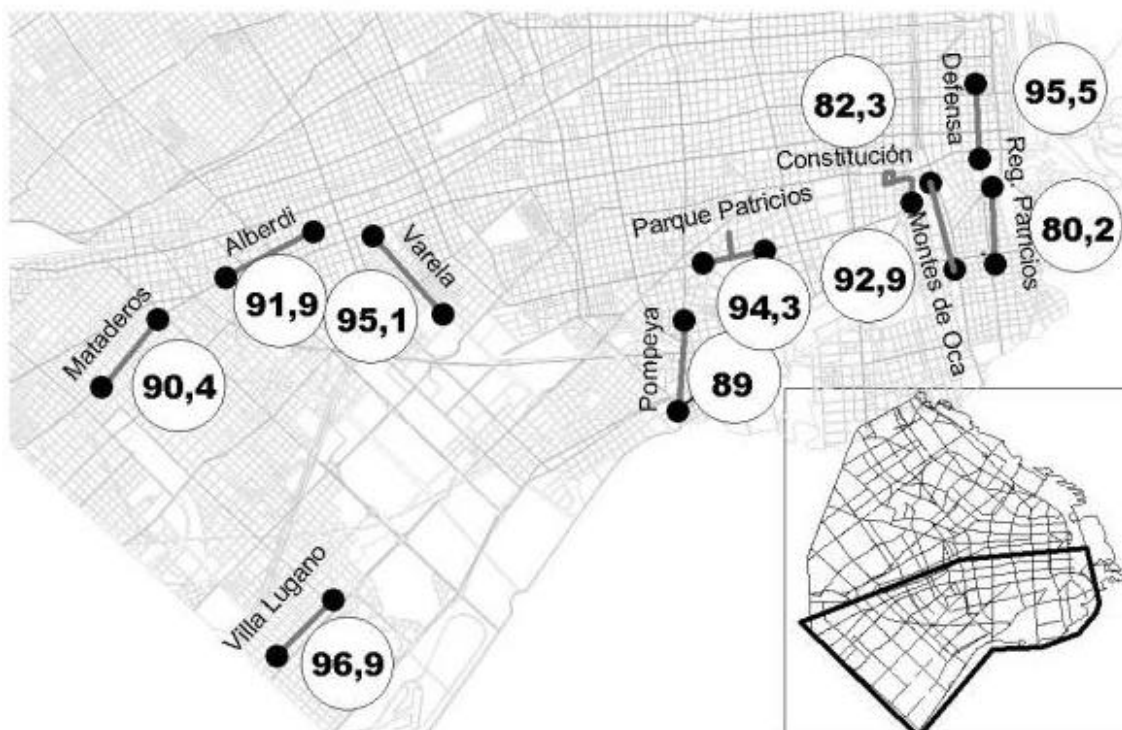 Defensa
95,5
82,3
Constitución
Reg. Patricios
80,2
Parque Patricios
Montes de Oca
92,9
94,3
Alberdi
91,9
Varela
95,1
Mataderos
90,4
Pompeya
89
Villa Lugano
96,9